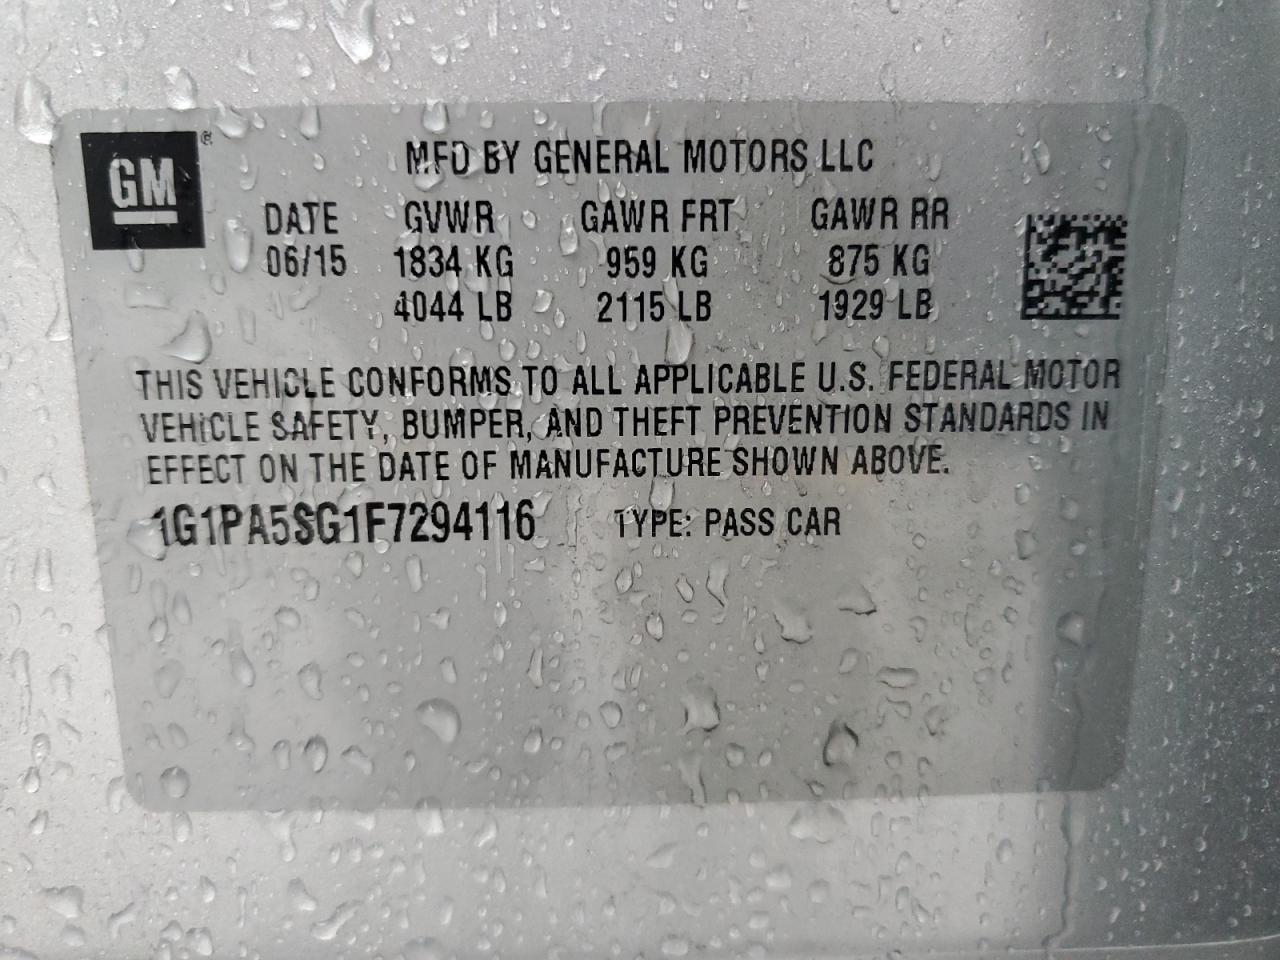 GM ®
MFD BY GENERAL MOTORS LLC
DATE GVWR GAWR FRT GAWR RR
06/15 1834 KG 959 KG 875 KG
4044 LB 2115 LB 1929 LB
THIS VEHICLE CONFORMS TO ALL APPLICABLE U.S. FEDERAL MOTOR
VEHICLE SAFETY, BUMPER, AND THEFT PREVENTION STANDARDS IN
EFFECT ON THE DATE OF MANUFACTURE SHOWN ABOVE.
1G1PA5SG1F7294116 TYPE: PASS CAR